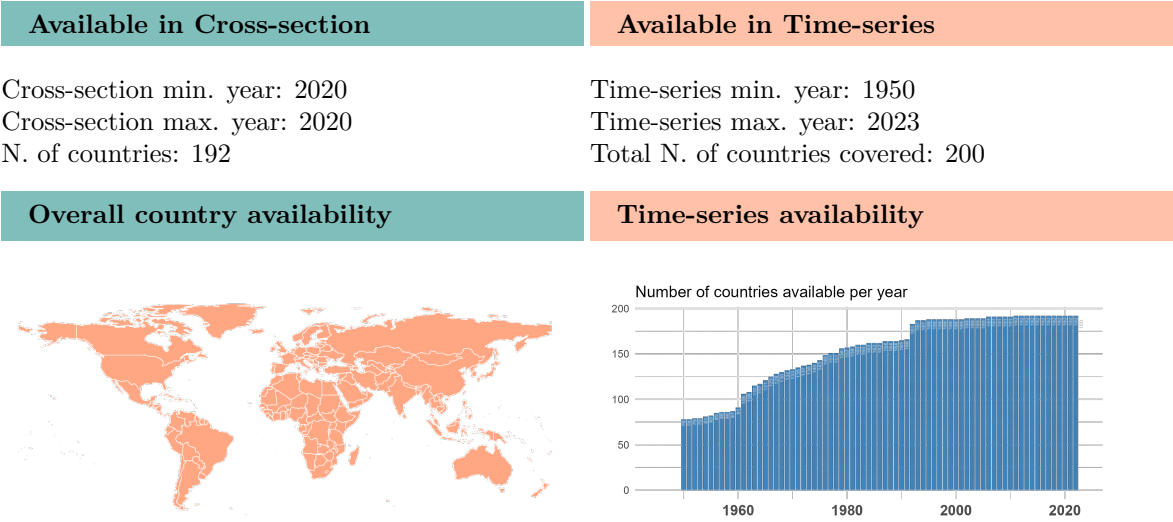 Available in Cross-section
Available in Time-series
Cross-section min. year: 2020
Cross-section max. year: 2020
N. of countries: 192
Time-series min. year: 1950
Time-series max. year: 2023
Total N. of countries covered: 200
Overall country availability
Time-series availability
Number of countries available per year
200
150
100
50
0
1960 1980 2000 2020